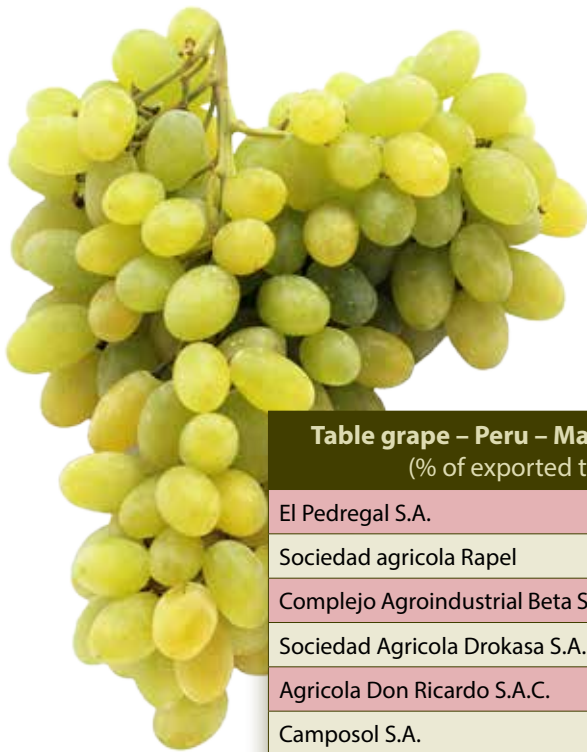 Table grape – Peru – Ma
(% of exported t
El Pedregal S.A.
Sociedad agricola Rapel
Complejo Agroindustrial Beta S
Sociedad Agricola Drokasa S.A.
Agricola Don Ricardo S.A.C.
Camposol S.A.